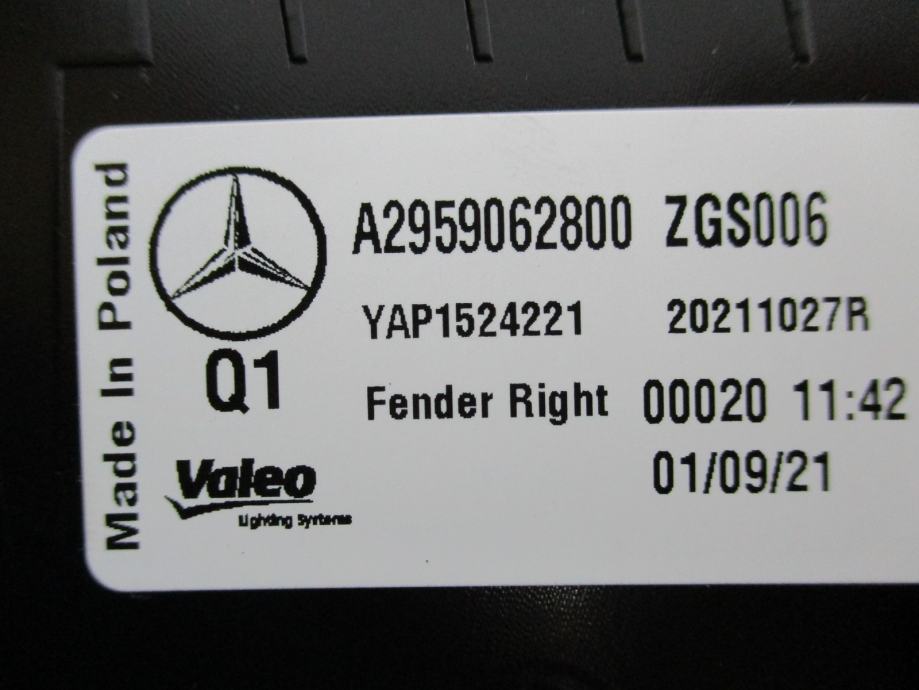 Made In Poland
A2959062800 ZGS006
YAP1524221 20211027R
Q1
Fender Right 00020 11:42
01/09/21
Valeo
Lighting Systems